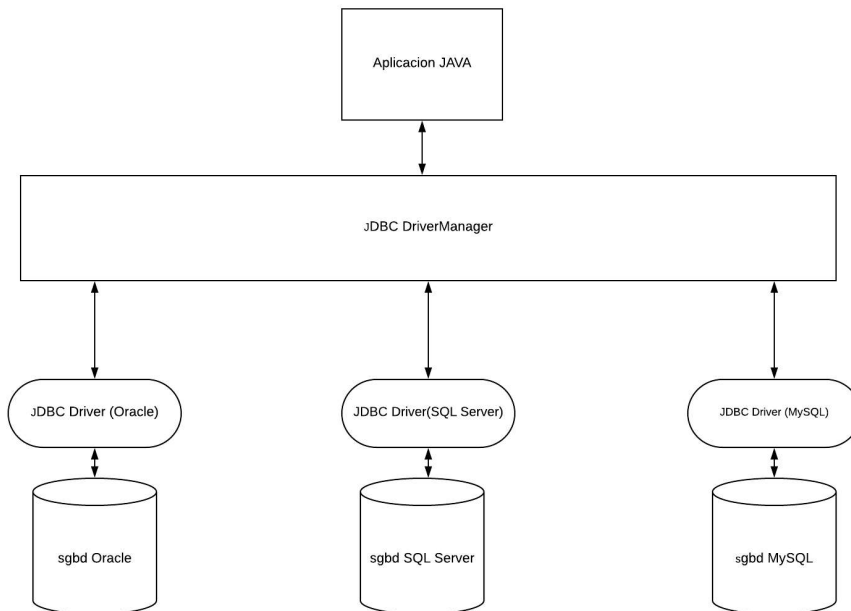 Aplicacion JAVA
JDBC DriverManager
JDBC Driver (Oracle)
JDBC Driver(SQL Server)
JDBC Driver (MySQL)
sgbd Oracle
sgbd SQL Server
sgbd MySQL